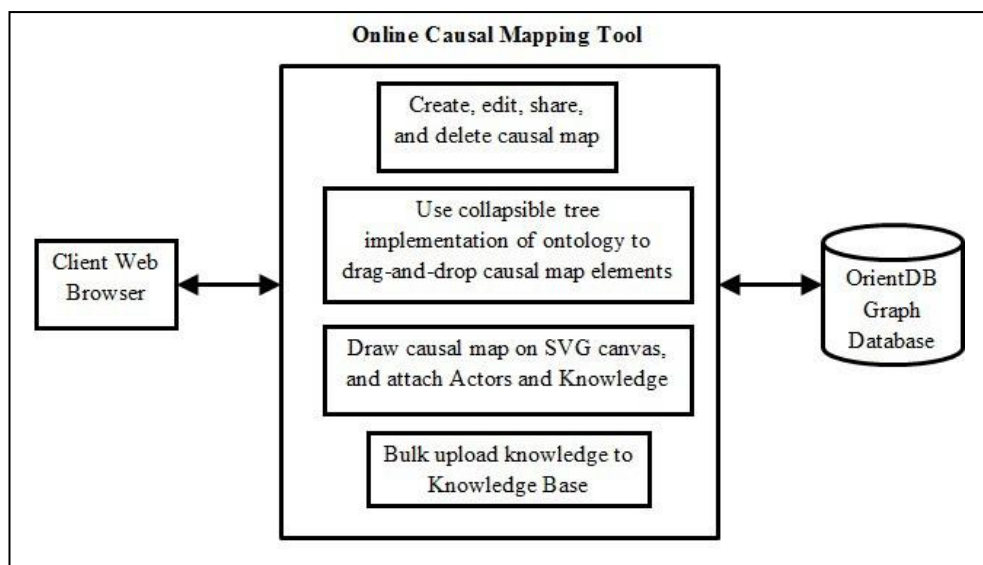 Online Causal Mapping Tool
Create, edit, share,
and delete causal map
Use collapsible tree
implementation of ontology to
drag-and-drop causal map elements
Draw causal map on SVG canvas,
and attach Actors and Knowledge
Bulk upload knowledge to
Knowledge Base
Client Web
Browser
OrientDB
Graph
Database